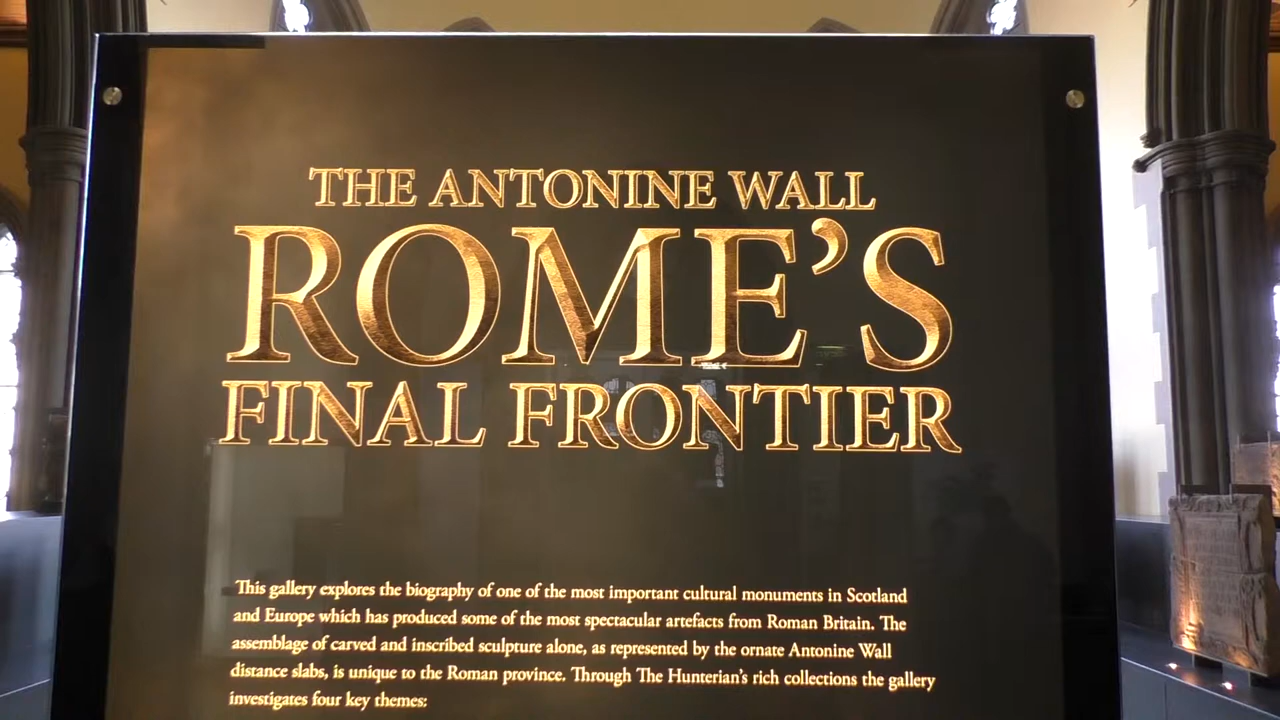 THE ANTONINE WALL
ROME'S
FINAL FRONTIER
This gallery explores the biography of one of the most important cultural monuments in Scotland
and Europe which has produced some of the most spectacular artefacts from Roman Britain. The
assemblage of carved and inscribed sculpture alone, as represented by the ornate Antonine Wall
distance slabs, is unique to the Roman province. Through The Hunterian's rich collections the gallery
investigates four key themes: